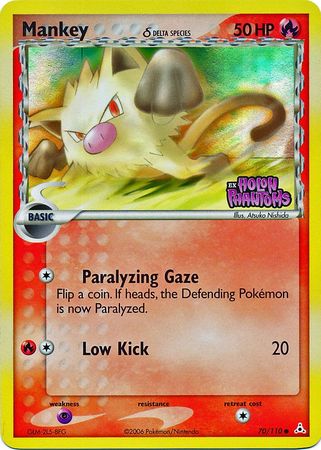 Mankey δ DELTA SPECIES 50 HP
EX HOLON PHANTOMS
Illus. Atsuko Nishida
BASIC
Paralyzing Gaze
Flip a coin. If heads, the Defending Pokémon
is now Paralyzed.
Low Kick 20
weakness resistance retreat cost
©2006 Pokémon/Nintendo 70/110